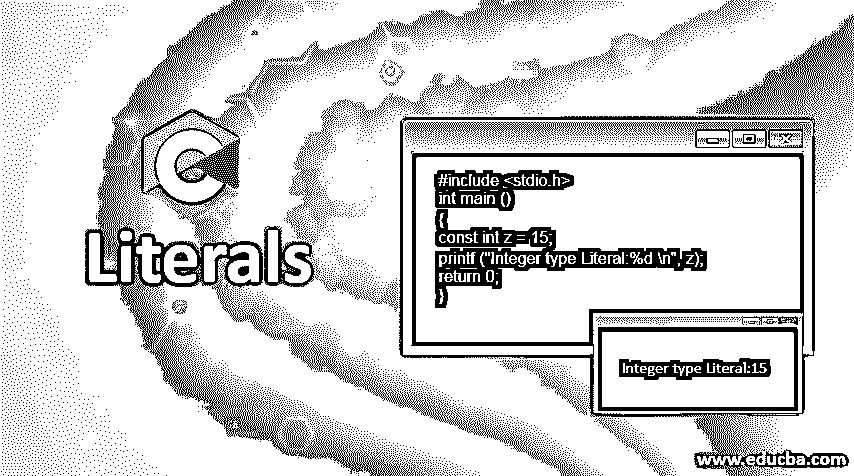 C
Literals
#include <stdio.h>
int main ()
{
const int z = 15;
printf ("Integer type Literal:%d \n", z);
return 0;
}
Integer type Literal:15
www.educba.com